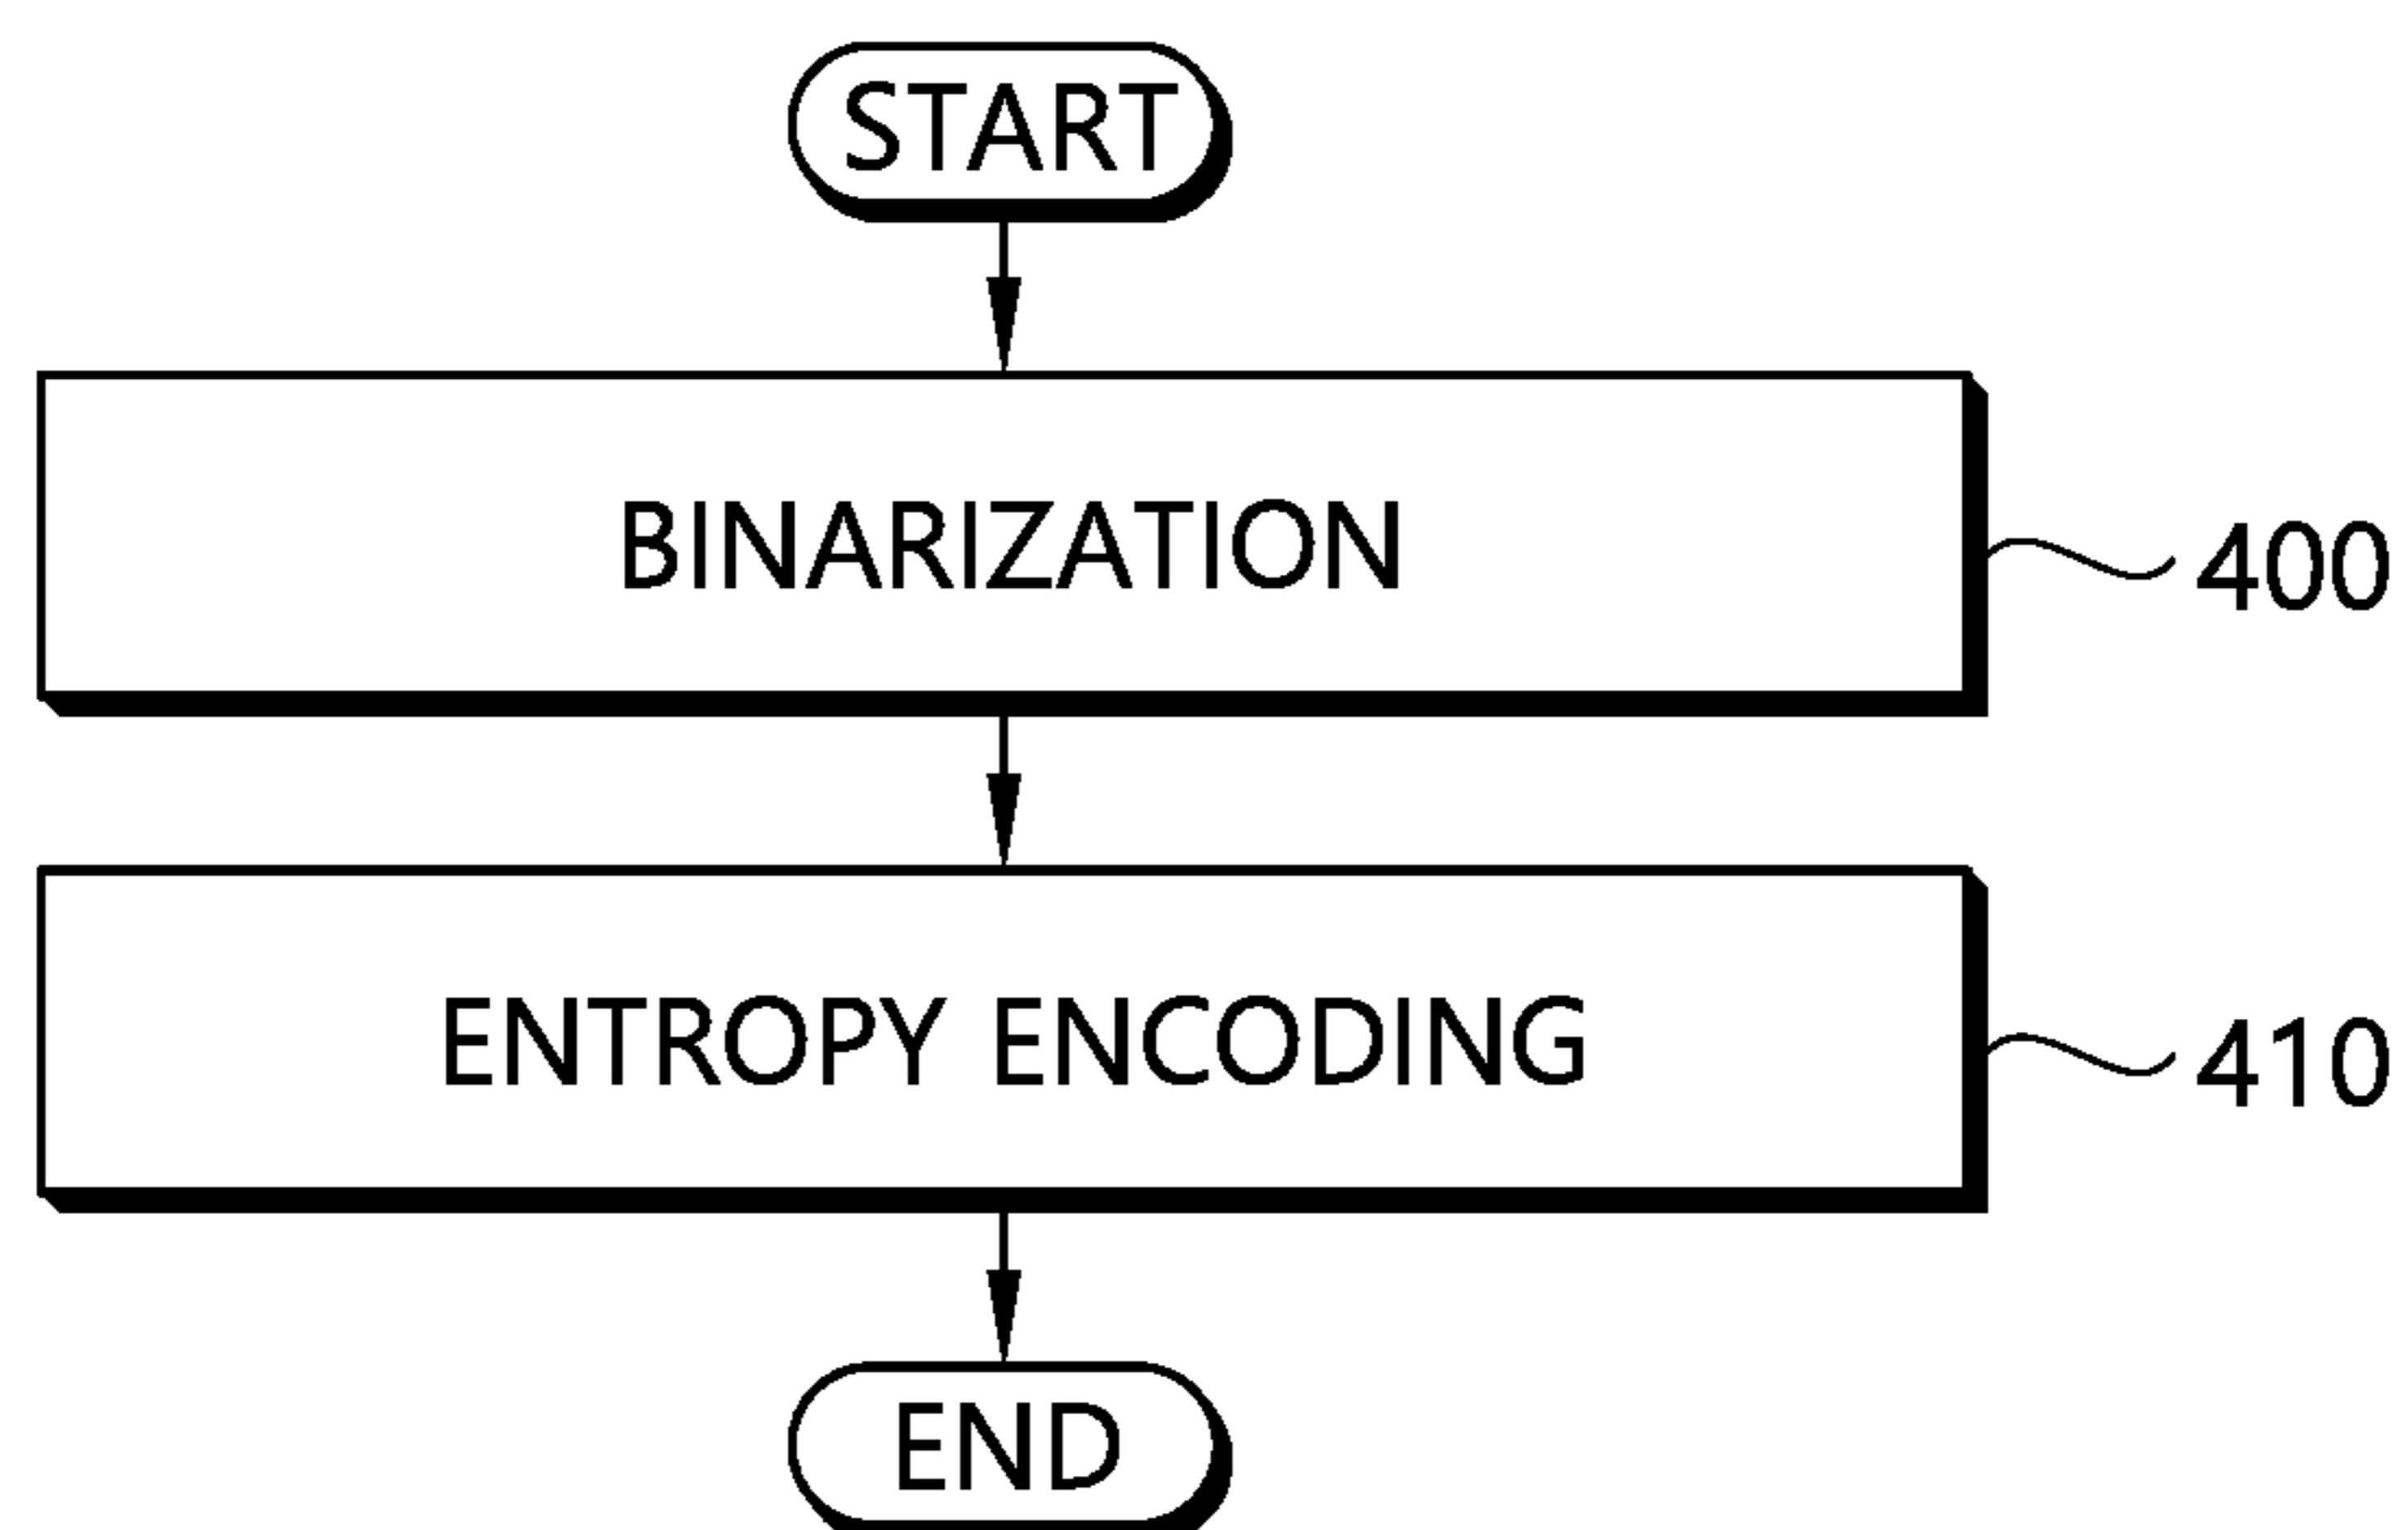 START
BINARIZATION
400
ENTROPY ENCODING
410
END